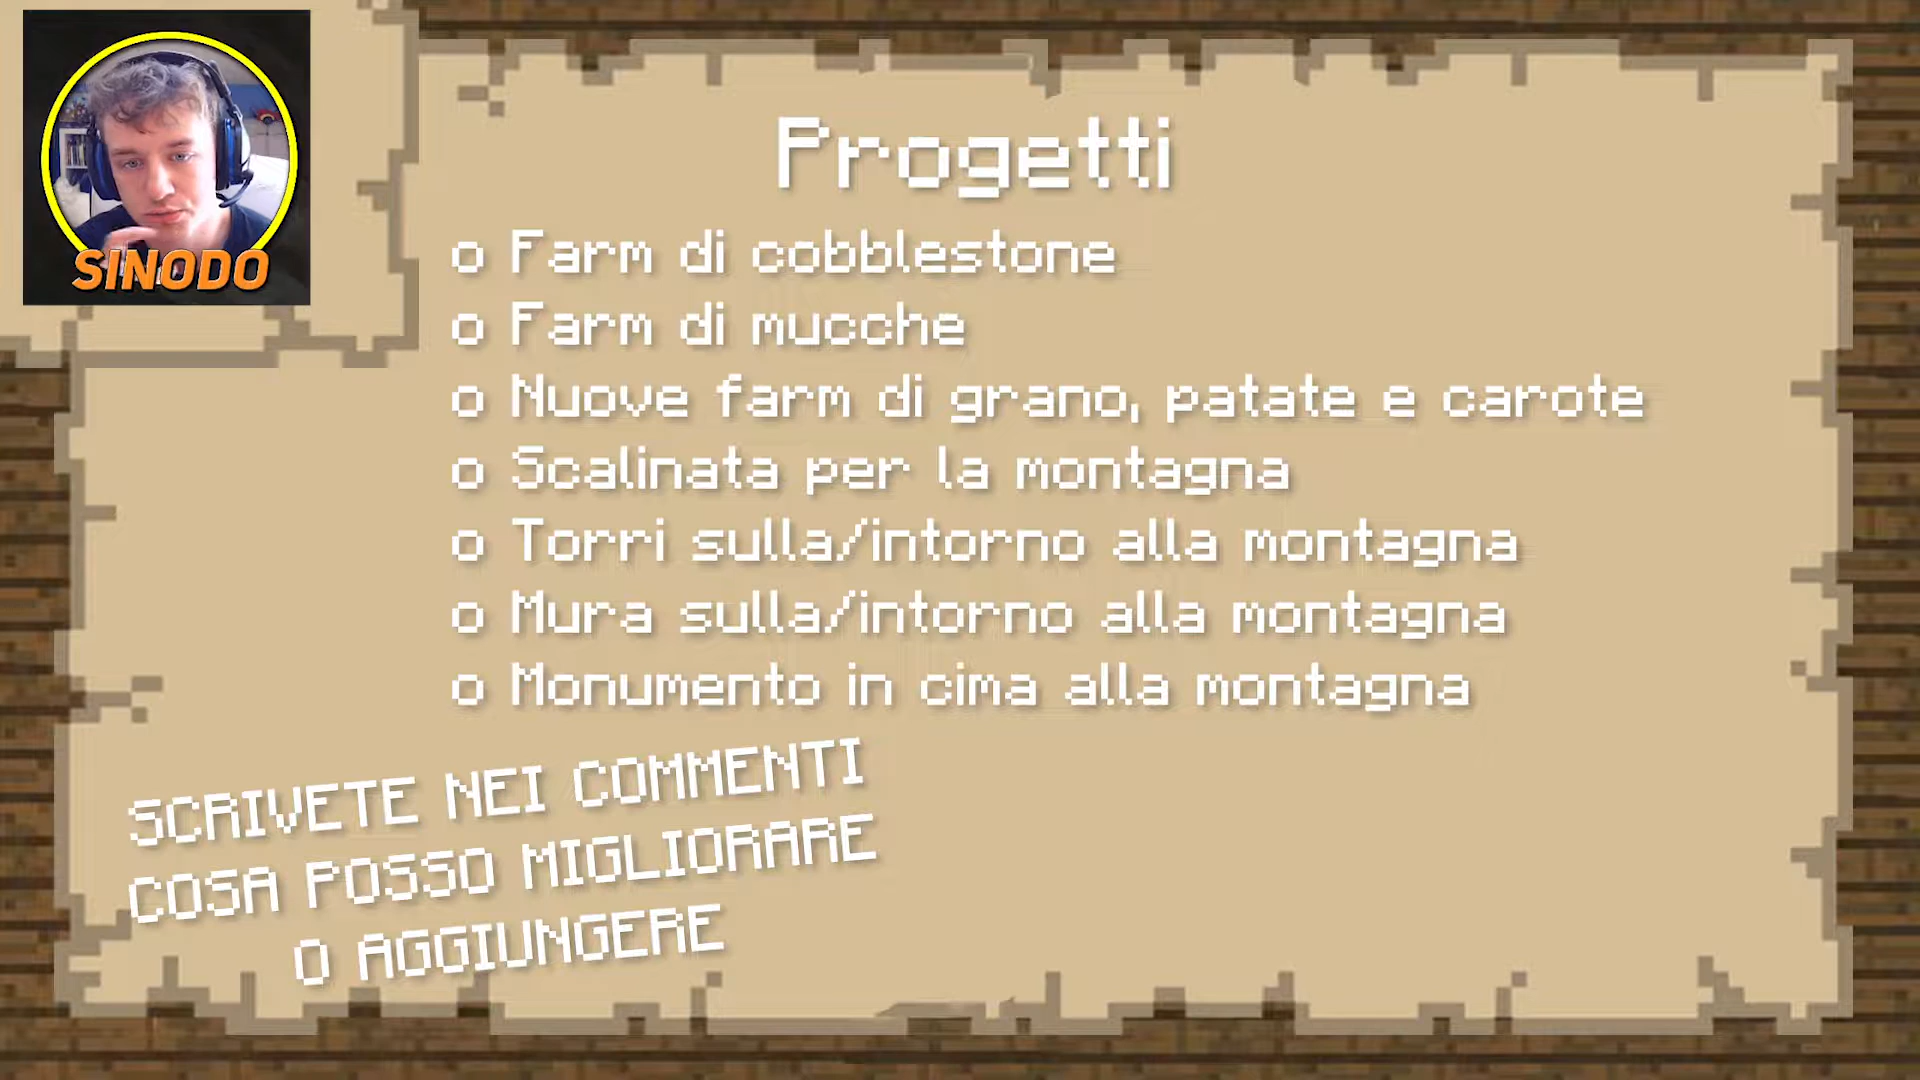 SINODO
Progetti
o Farm di cobblestone
o Farm di mucche
o Nuove farm di grano, patate e carote
o Scalinata per la montagna
o Torri sulla/intorno alla montagna
o Mura sulla/intorno alla montagna
o Monumento in cima alla montagna
SCRIVETE NEI COMMENTI
COSA POSSO MIGLIORARE
O AGGIUNGERE